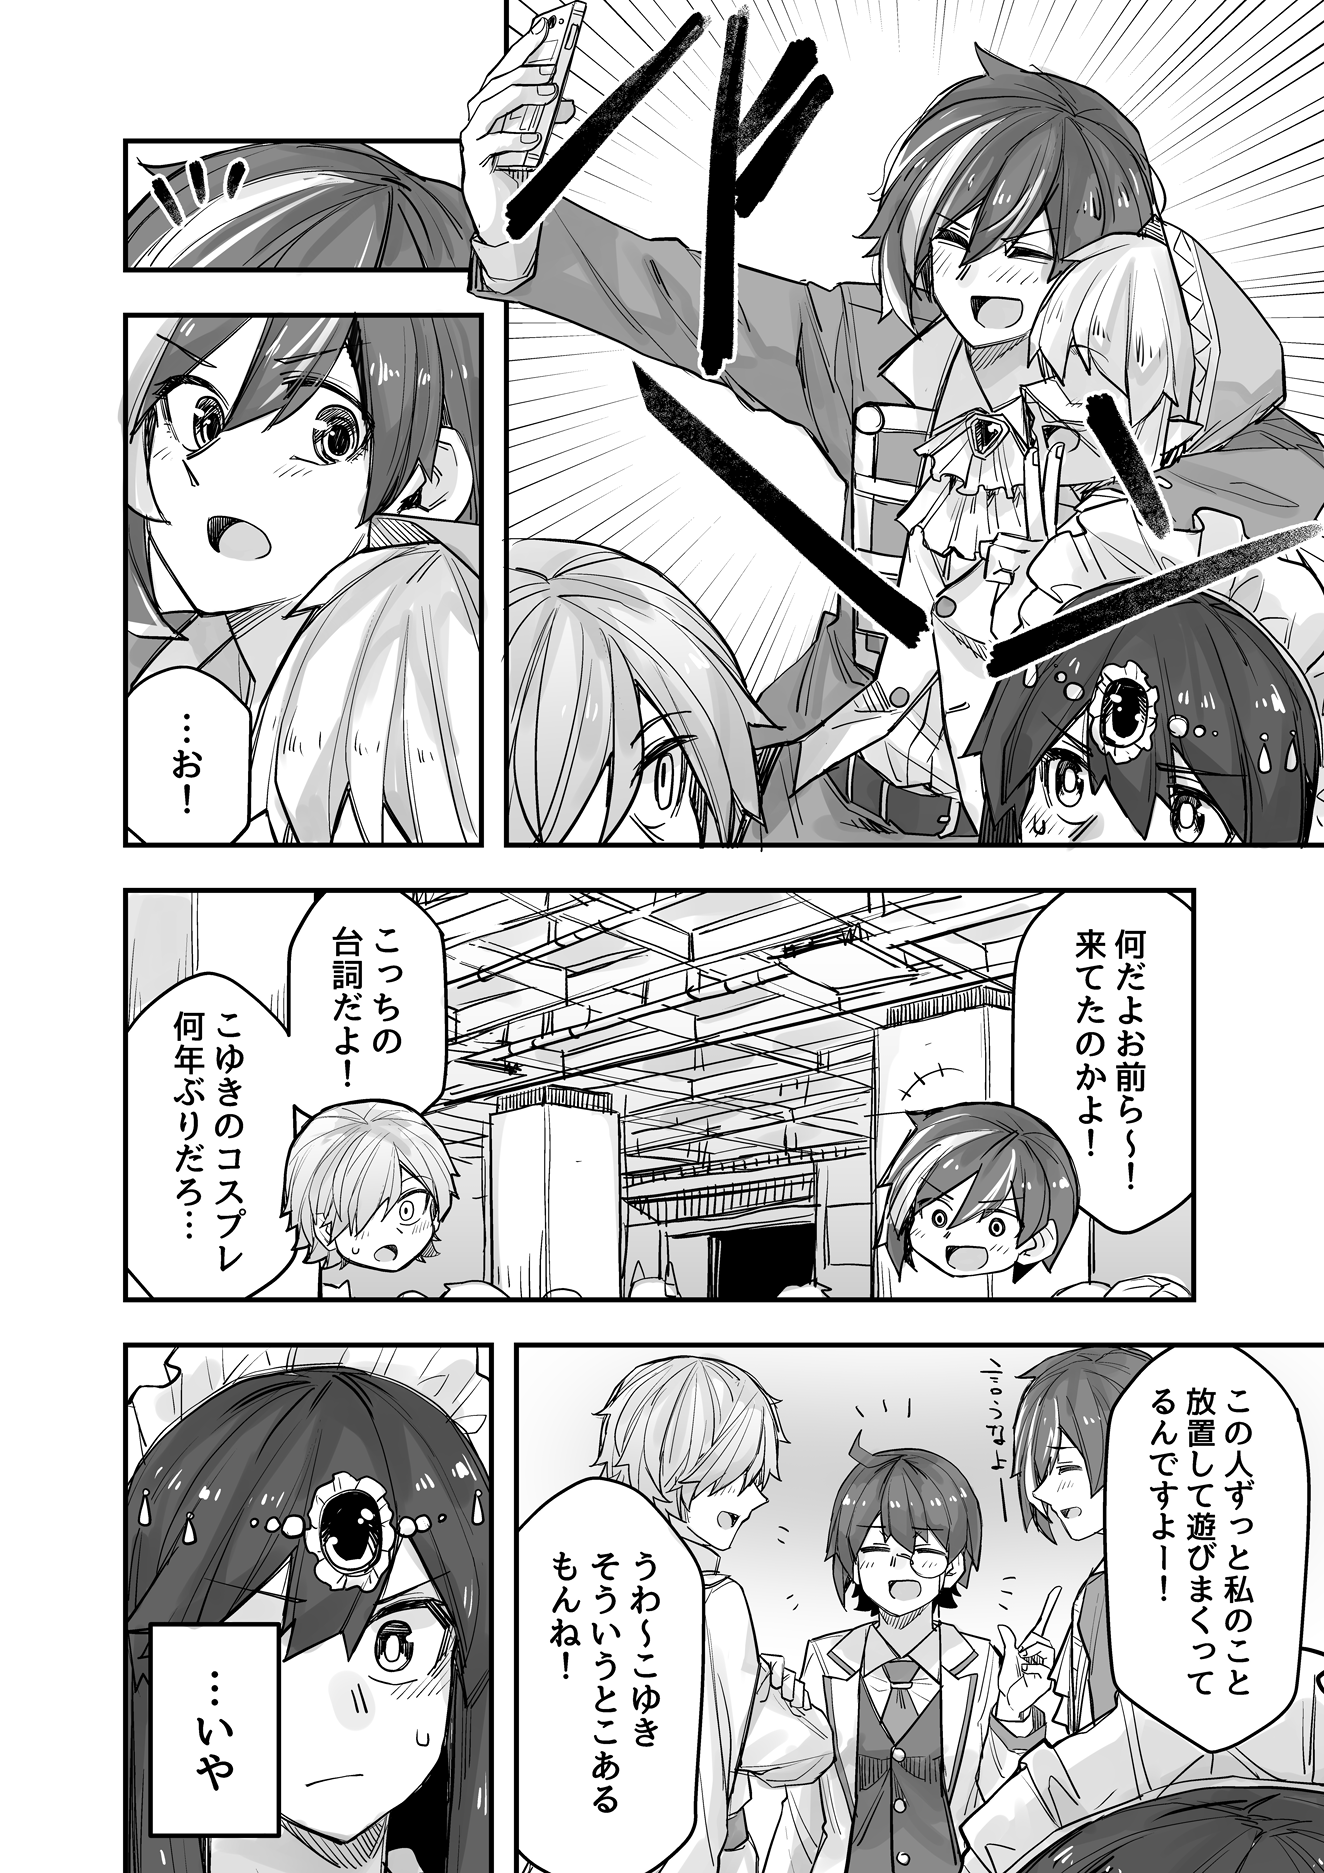 バーン
…お！
何だよお前ら〜！
来てたのかよ！
こっちの
台詞だよ！
こゆきのコスプレ
何年ぶりだろ…
この人ずっと私のこと
放置して遊びまくって
るんですよー！
言うなよー
うわ〜こゆき
そういうとこある
もんね！
…いや